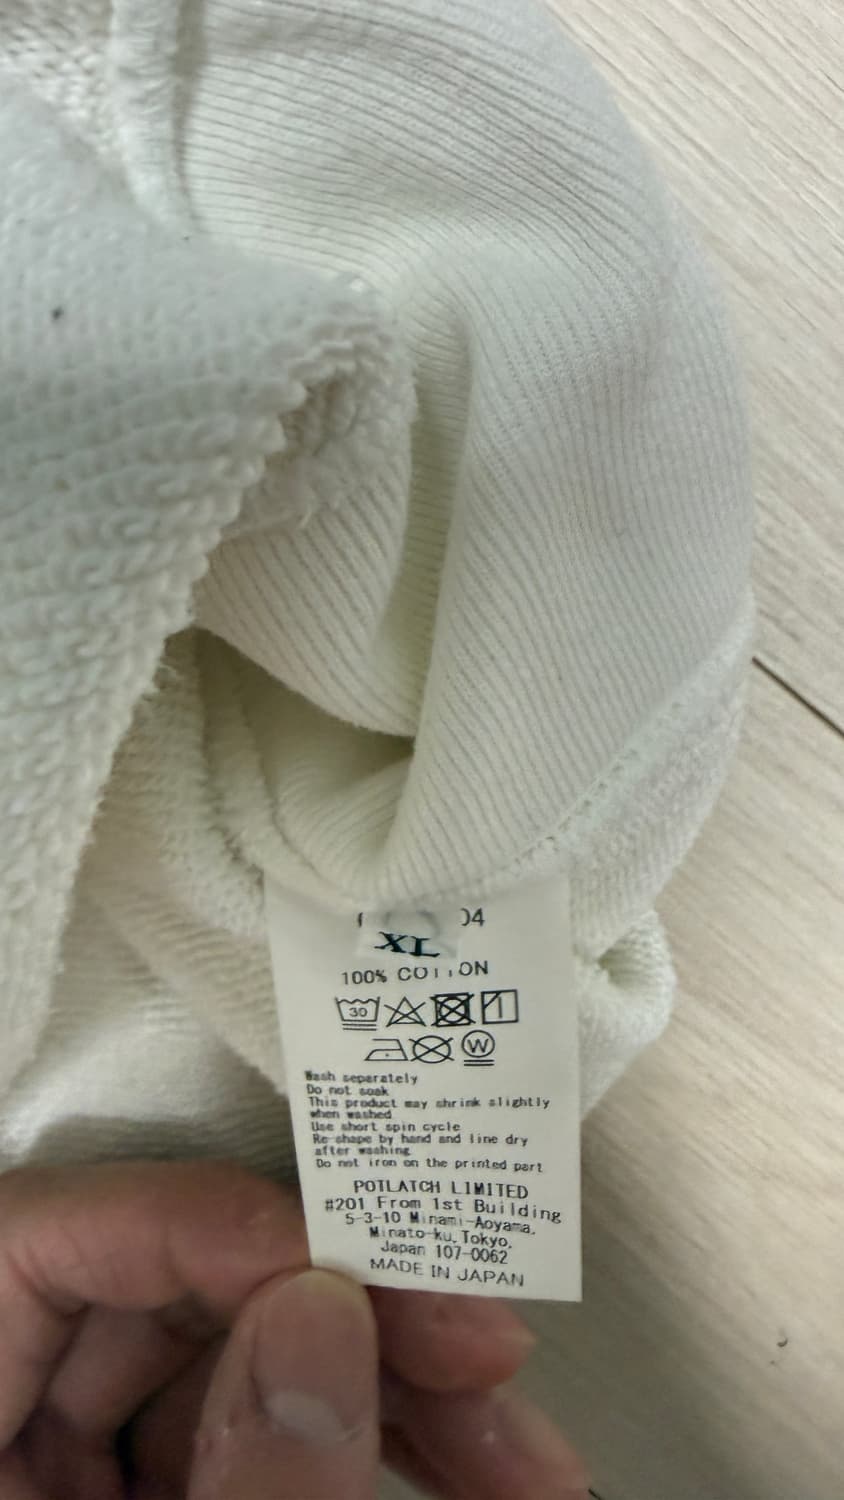 04
XL
100% COTTON
30
W
Wash separately
Do not soak
This product may shrink slightly
when washed
Use short spin cycle
Re-shape by hand and line dry
after washing
Do not iron on the printed part
POTLATCH LIMITED
#201 From 1st Building
5-3-10 Minami-Aoyama,
Minato-ku, Tokyo,
Japan 107-0062
MADE IN JAPAN